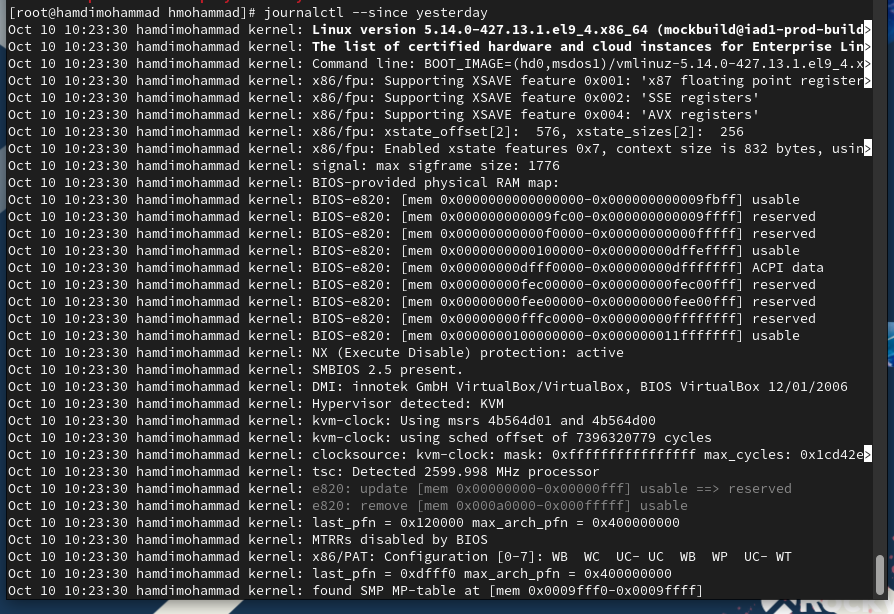 [root@hamdimohammad hmohammad]# journalctl --since yesterday
Oct 10 10:23:30 hamdimohammad kernel: Linux version 5.14.0-427.13.1.el9_4.x86_64 (mockbuild@iad1-prod-build>
Oct 10 10:23:30 hamdimohammad kernel: The list of certified hardware and cloud instances for Enterprise Lin>
Oct 10 10:23:30 hamdimohammad kernel: Command line: BOOT_IMAGE=(hd0,msdos1)/vmlinuz-5.14.0-427.13.1.el9_4.x>
Oct 10 10:23:30 hamdimohammad kernel: x86/fpu: Supporting XSAVE feature 0x001: 'x87 floating point register>
Oct 10 10:23:30 hamdimohammad kernel: x86/fpu: Supporting XSAVE feature 0x002: 'SSE registers'
Oct 10 10:23:30 hamdimohammad kernel: x86/fpu: Supporting XSAVE feature 0x004: 'AVX registers'
Oct 10 10:23:30 hamdimohammad kernel: x86/fpu: xstate_offset[2]:  576, xstate_sizes[2]:  256
Oct 10 10:23:30 hamdimohammad kernel: x86/fpu: Enabled xstate features 0x7, context size is 832 bytes, usin>
Oct 10 10:23:30 hamdimohammad kernel: signal: max sigframe size: 1776
Oct 10 10:23:30 hamdimohammad kernel: BIOS-provided physical RAM map:
Oct 10 10:23:30 hamdimohammad kernel: BIOS-e820: [mem 0x0000000000000000-0x000000000009fbff] usable
Oct 10 10:23:30 hamdimohammad kernel: BIOS-e820: [mem 0x000000000009fc00-0x000000000009ffff] reserved
Oct 10 10:23:30 hamdimohammad kernel: BIOS-e820: [mem 0x00000000000f0000-0x00000000000fffff] reserved
Oct 10 10:23:30 hamdimohammad kernel: BIOS-e820: [mem 0x0000000000100000-0x00000000dffeffff] usable
Oct 10 10:23:30 hamdimohammad kernel: BIOS-e820: [mem 0x00000000dfff0000-0x00000000dfffffff] ACPI data
Oct 10 10:23:30 hamdimohammad kernel: BIOS-e820: [mem 0x00000000fec00000-0x00000000fec00fff] reserved
Oct 10 10:23:30 hamdimohammad kernel: BIOS-e820: [mem 0x00000000fee00000-0x00000000fee00fff] reserved
Oct 10 10:23:30 hamdimohammad kernel: BIOS-e820: [mem 0x00000000fffc0000-0x00000000ffffffff] reserved
Oct 10 10:23:30 hamdimohammad kernel: BIOS-e820: [mem 0x0000000100000000-0x000000011fffffff] usable
Oct 10 10:23:30 hamdimohammad kernel: NX (Execute Disable) protection: active
Oct 10 10:23:30 hamdimohammad kernel: SMBIOS 2.5 present.
Oct 10 10:23:30 hamdimohammad kernel: DMI: innotek GmbH VirtualBox/VirtualBox, BIOS VirtualBox 12/01/2006
Oct 10 10:23:30 hamdimohammad kernel: Hypervisor detected: KVM
Oct 10 10:23:30 hamdimohammad kernel: kvm-clock: Using msrs 4b564d01 and 4b564d00
Oct 10 10:23:30 hamdimohammad kernel: kvm-clock: using sched offset of 7396320779 cycles
Oct 10 10:23:30 hamdimohammad kernel: clocksource: kvm-clock: mask: 0xffffffffffffffff max_cycles: 0x1cd42e>
Oct 10 10:23:30 hamdimohammad kernel: tsc: Detected 2599.998 MHz processor
Oct 10 10:23:30 hamdimohammad kernel: e820: update [mem 0x00000000-0x00000fff] usable ==> reserved
Oct 10 10:23:30 hamdimohammad kernel: e820: remove [mem 0x000a0000-0x000fffff] usable
Oct 10 10:23:30 hamdimohammad kernel: last_pfn = 0x120000 max_arch_pfn = 0x400000000
Oct 10 10:23:30 hamdimohammad kernel: MTRRs disabled by BIOS
Oct 10 10:23:30 hamdimohammad kernel: x86/PAT: Configuration [0-7]: WB  WC  UC- UC  WB  WP  UC- WT
Oct 10 10:23:30 hamdimohammad kernel: last_pfn = 0xdfff0 max_arch_pfn = 0x400000000
Oct 10 10:23:30 hamdimohammad kernel: found SMP MP-table at [mem 0x0009fff0-0x0009ffff]